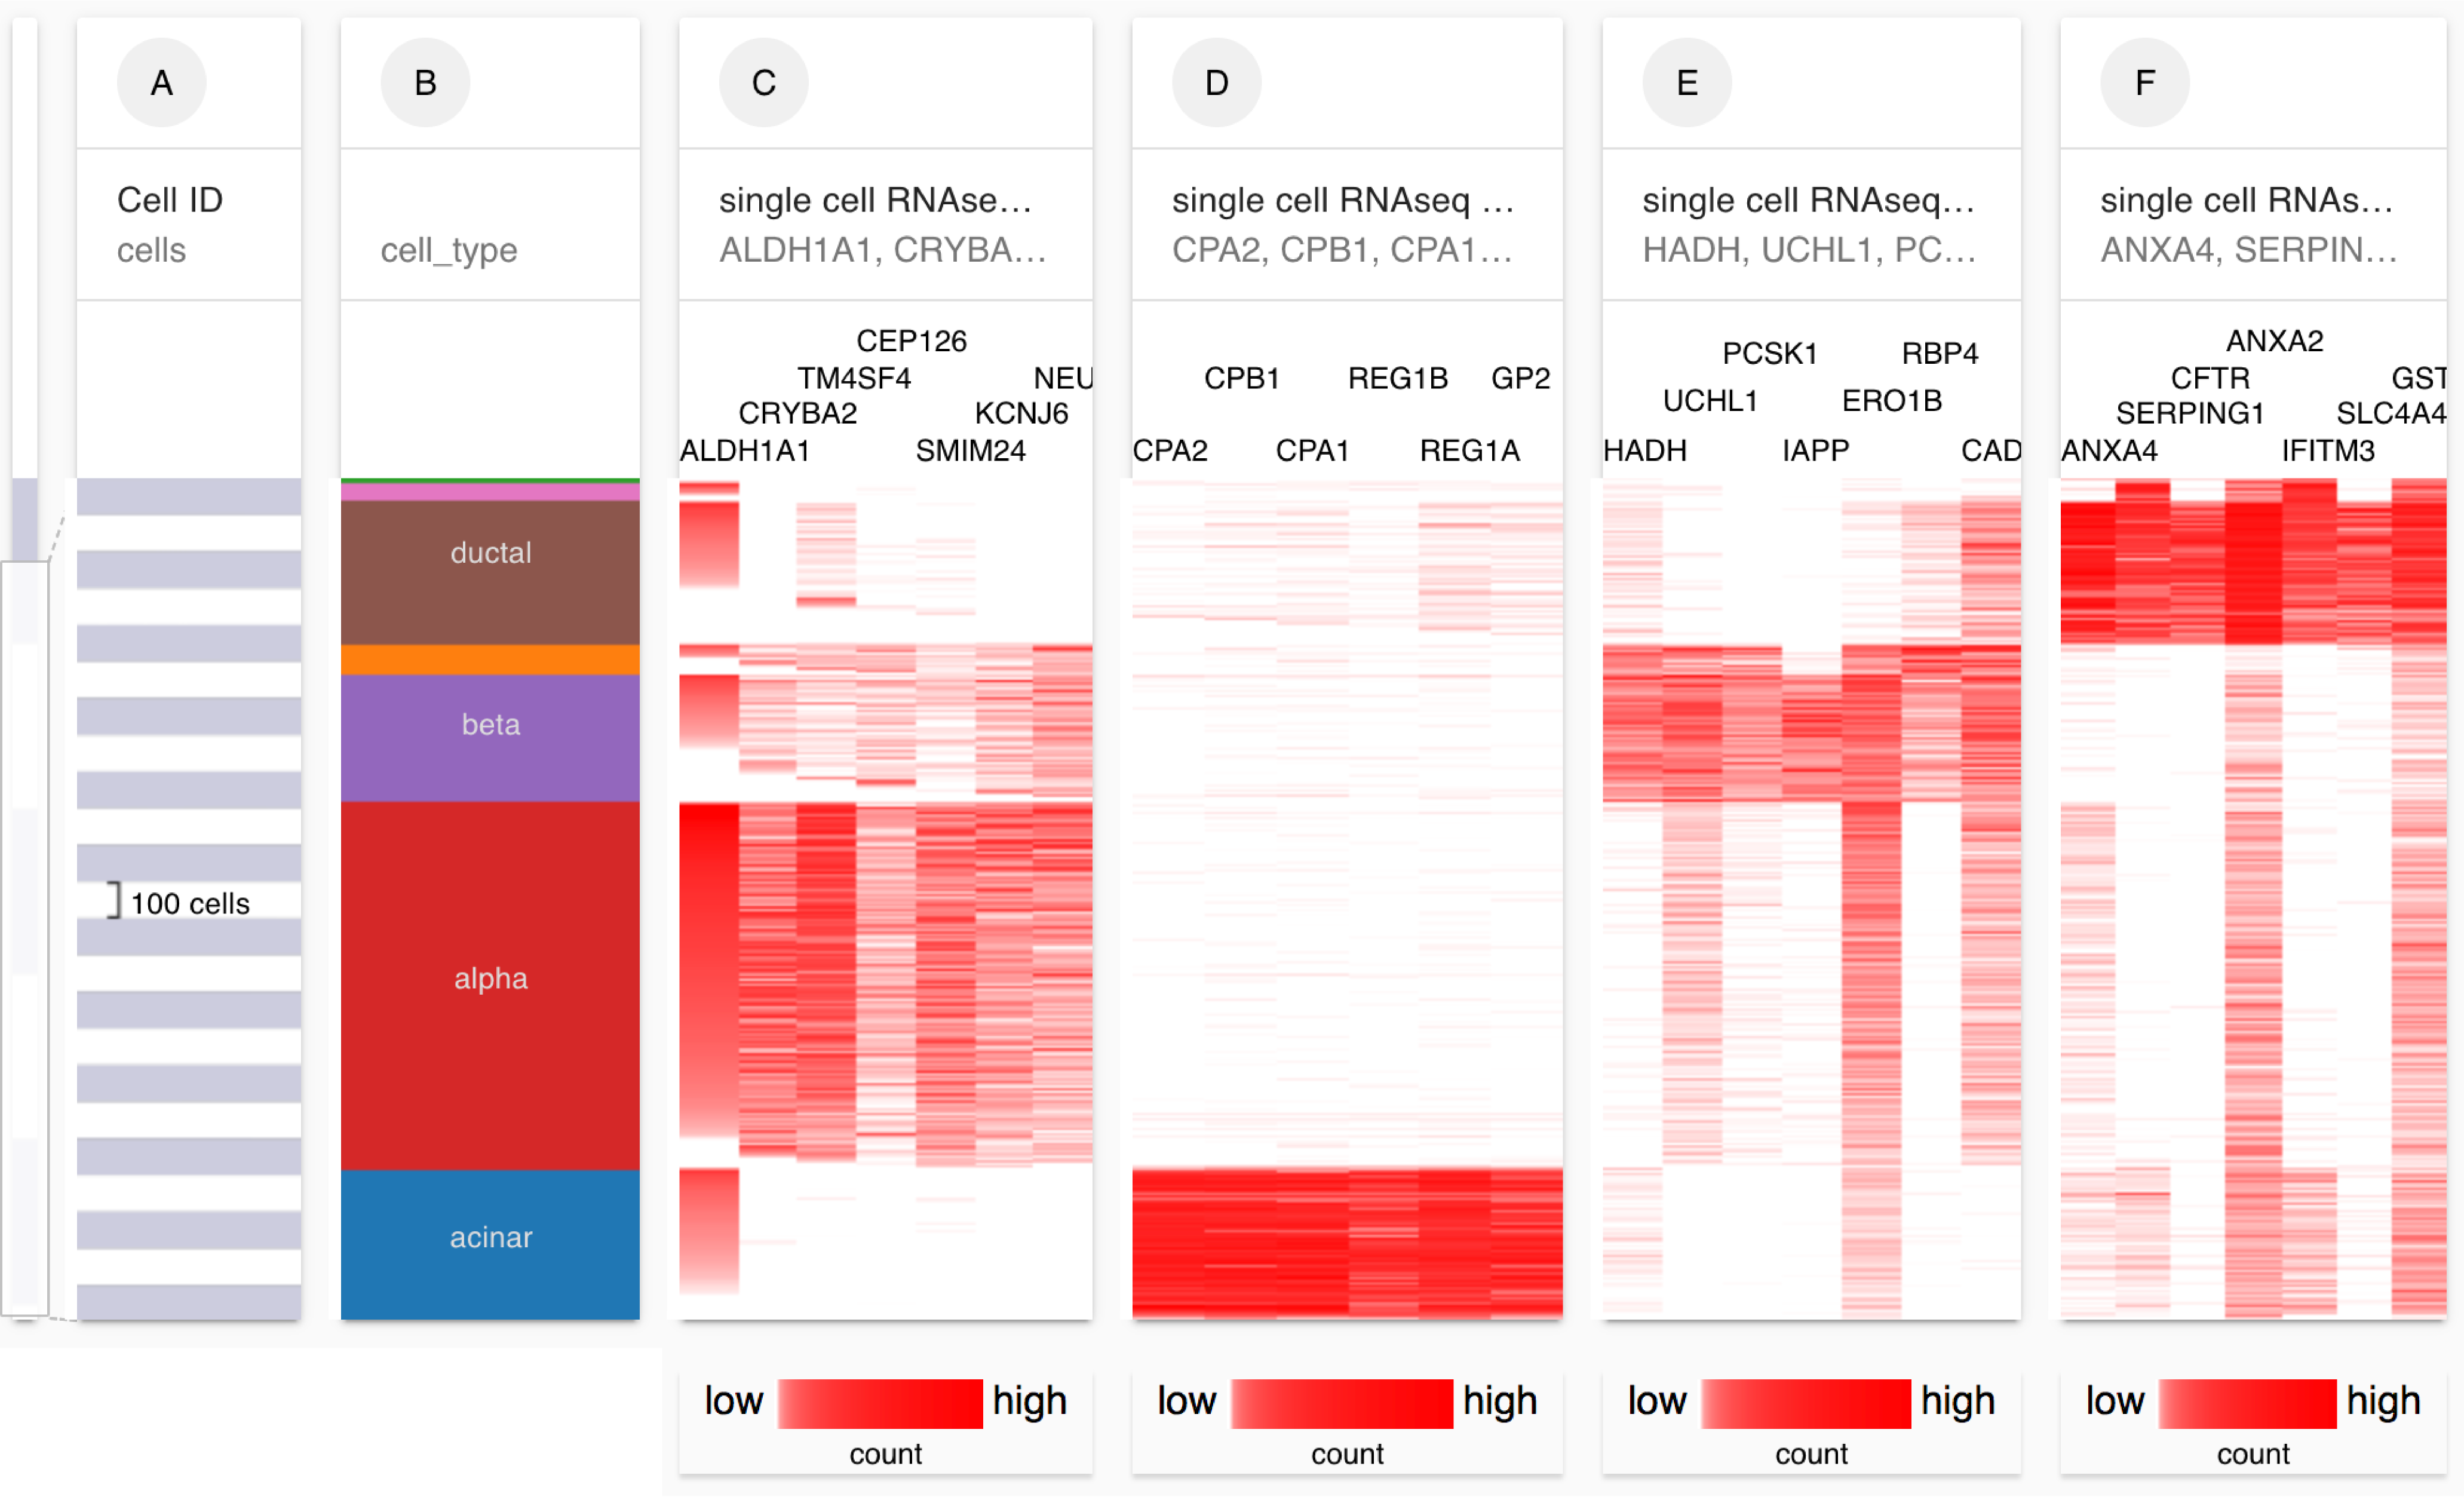 A
B
C
D
E
F
Cell ID
cells
cell_type
single cell RNAse…
ALDH1A1, CRYBA…
single cell RNAseq …
CPA2, CPB1, CPA1…
single cell RNAseq…
HADH, UCHL1, PC…
single cell RNAs…
ANXA4, SERPIN…
CEP126
TM4SF4
NEU
CRYBA2
KCNJ6
ALDH1A1
SMIM24
CPB1
REG1B
GP2
CPA2
CPA1
REG1A
PCSK1
RBP4
UCHL1
ERO1B
HADH
IAPP
CAD
ANXA2
CFTR
GST
SERPING1
SLC4A4
ANXA4
IFITM3
100 cells
ductal
beta
alpha
acinar
low
high
count
low
high
count
low
high
count
low
high
count